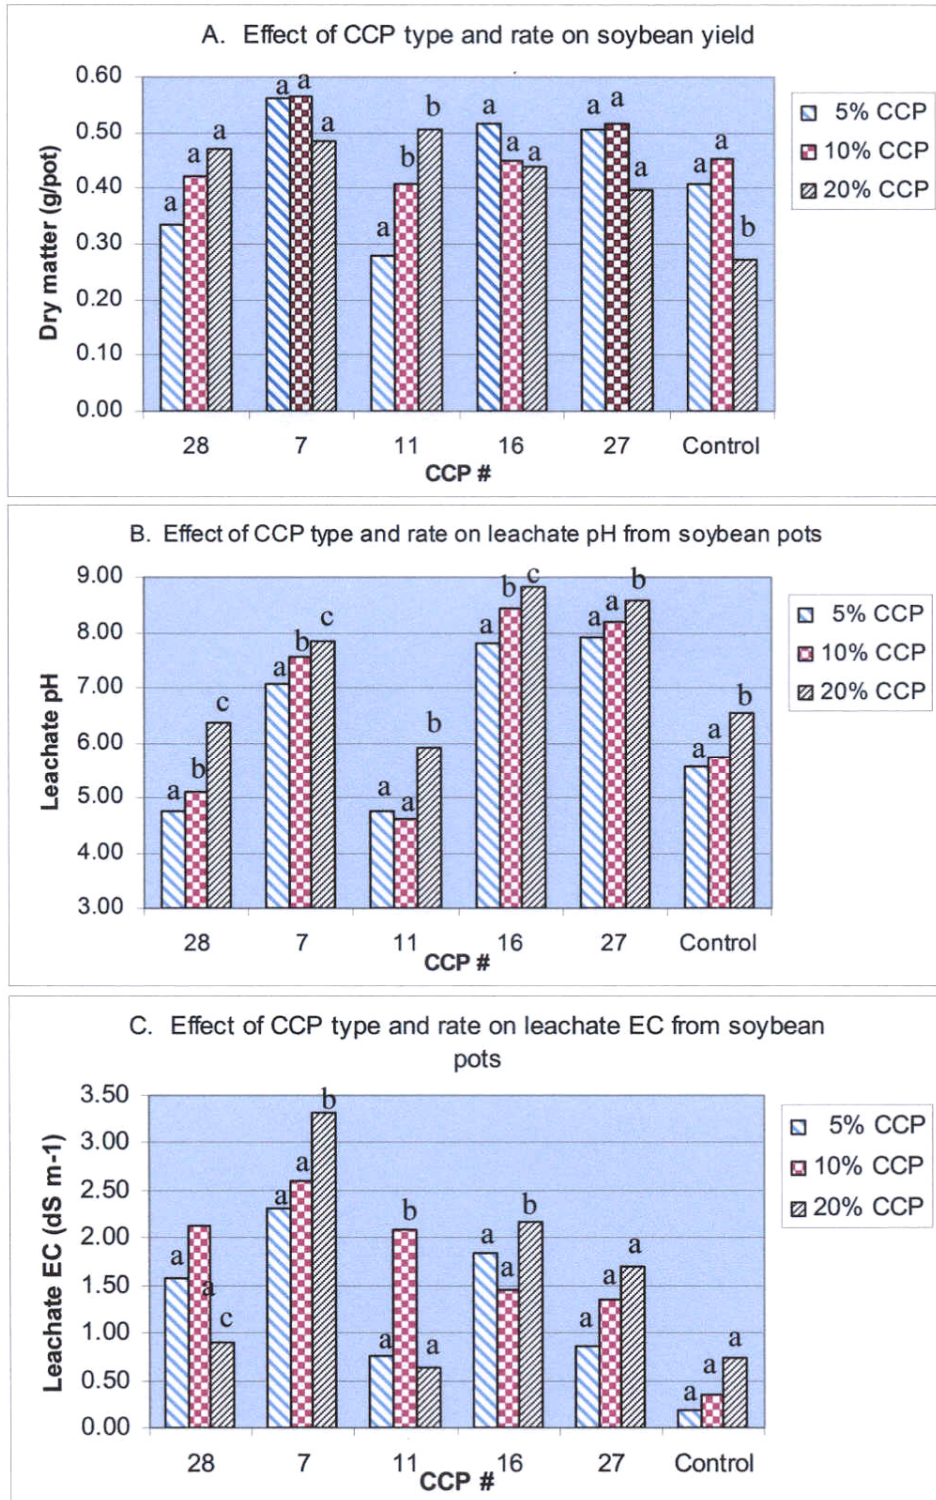 A. Effect of CCP type and rate on soybean yield
0.60
0.50
0.40
0.30
0.20
0.10
0.00
Dry matter (g/pot)
a a a
a a a
a b b
a a a
a a a
a a b
28 7 11 16 27 Control
CCP #
5% CCP
10% CCP
20% CCP
B. Effect of CCP type and rate on leachate pH from soybean pots
9.00
8.00
7.00
6.00
5.00
4.00
3.00
Leachate pH
a b c
a b c
a a b
a b c
a a b
a a b
28 7 11 16 27 Control
CCP #
5% CCP
10% CCP
20% CCP
C. Effect of CCP type and rate on leachate EC from soybean
pots
3.50
3.00
2.50
2.00
1.50
1.00
0.50
0.00
Leachate EC (dS m-1)
a a c
a a b
a b a
a a b
a a a
a a a
28 7 11 16 27 Control
CCP #
5% CCP
10% CCP
20% CCP